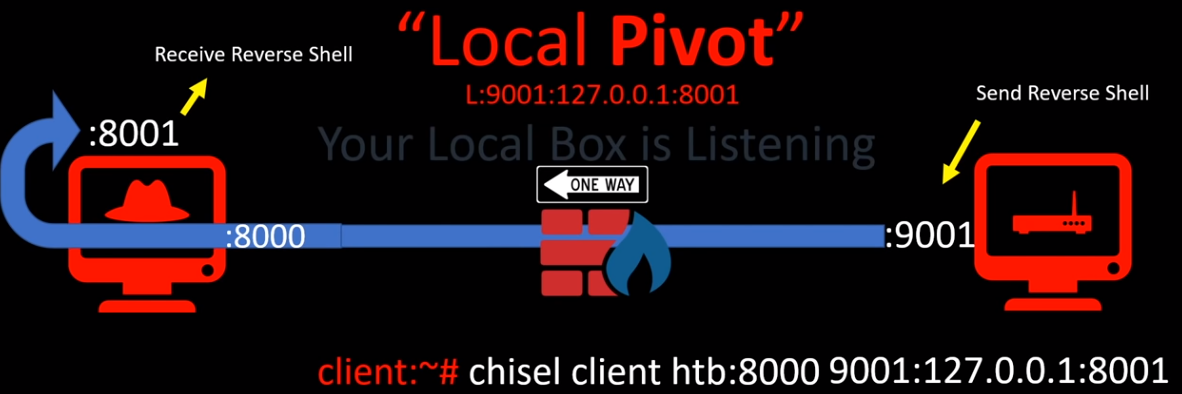 “Local Pivot”
Receive Reverse Shell
L:9001:127.0.0.1:8001
Send Reverse Shell
:8001
Your Local Box is Listening
ONE WAY
:8000
:9001
client:~# chisel client htb:8000 9001:127.0.0.1:8001